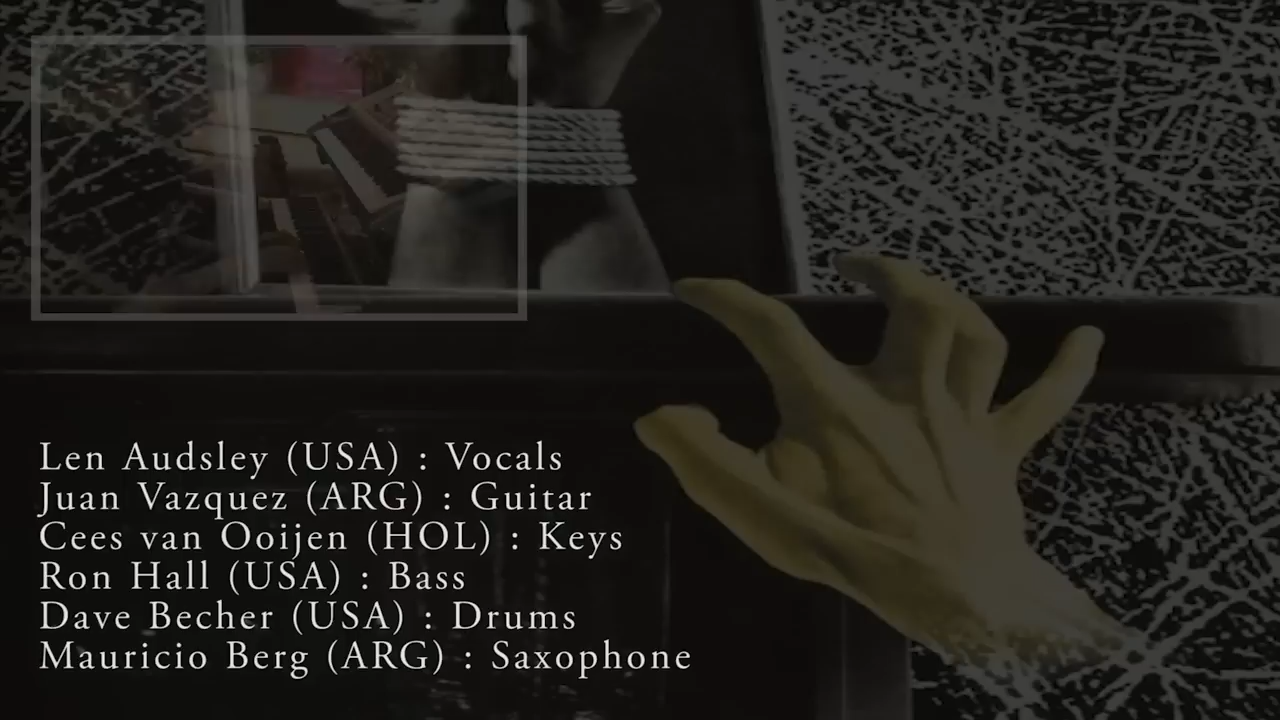 Len Audsley (USA) : Vocals
Juan Vazquez (ARG) : Guitar
Cees van Ooijen (HOL) : Keys
Ron Hall (USA) : Bass
Dave Becher (USA) : Drums
Mauricio Berg (ARG) : Saxophone